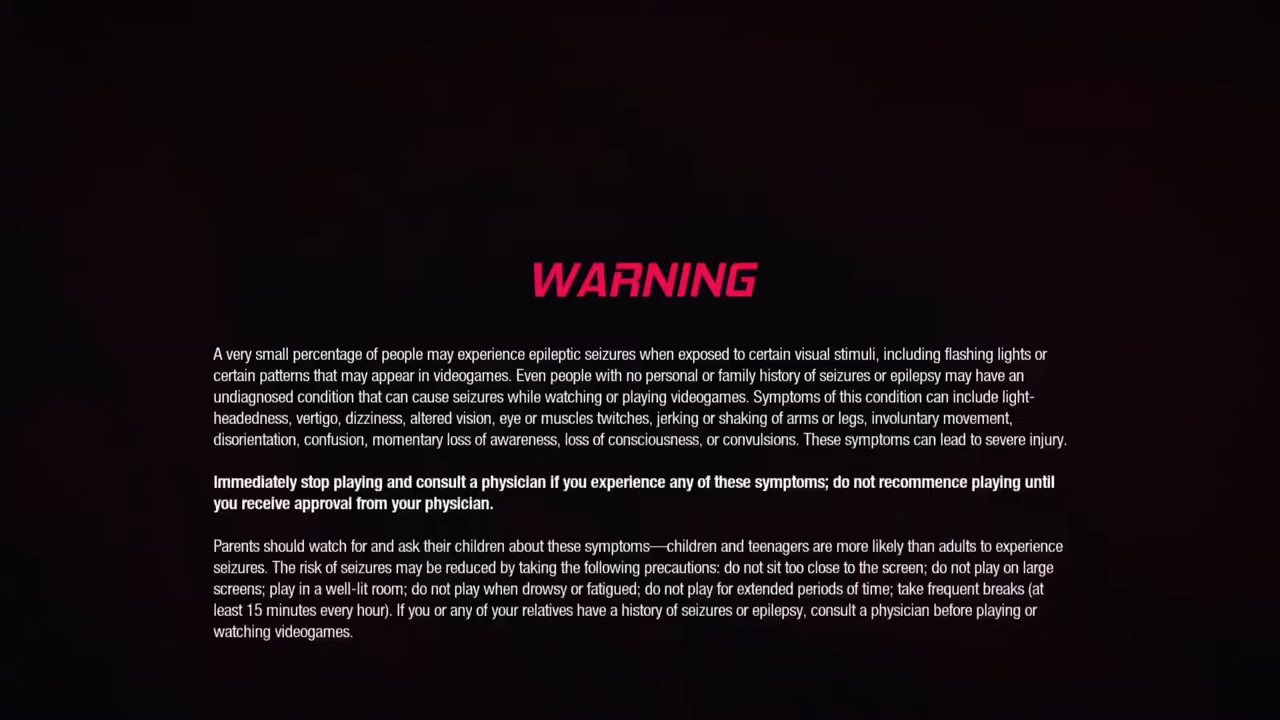 WARNING
A very small percentage of people may experience epileptic seizures when exposed to certain visual stimuli, including flashing lights or
certain patterns that may appear in videogames. Even people with no personal or family history of seizures or epilepsy may have an
undiagnosed condition that can cause seizures while watching or playing videogames. Symptoms of this condition can include light-
headedness, vertigo, dizziness, altered vision, eye or muscles twitches, jerking or shaking of arms or legs, involuntary movement,
disorientation, confusion, momentary loss of awareness, loss of consciousness, or convulsions. These symptoms can lead to severe injury.
Immediately stop playing and consult a physician if you experience any of these symptoms; do not recommence playing until
you receive approval from your physician.
Parents should watch for and ask their children about these symptoms—children and teenagers are more likely than adults to experience
seizures. The risk of seizures may be reduced by taking the following precautions: do not sit too close to the screen; do not play on large
screens; play in a well-lit room; do not play when drowsy or fatigued; do not play for extended periods of time; take frequent breaks (at
least 15 minutes every hour). If you or any of your relatives have a history of seizures or epilepsy, consult a physician before playing or
watching videogames.